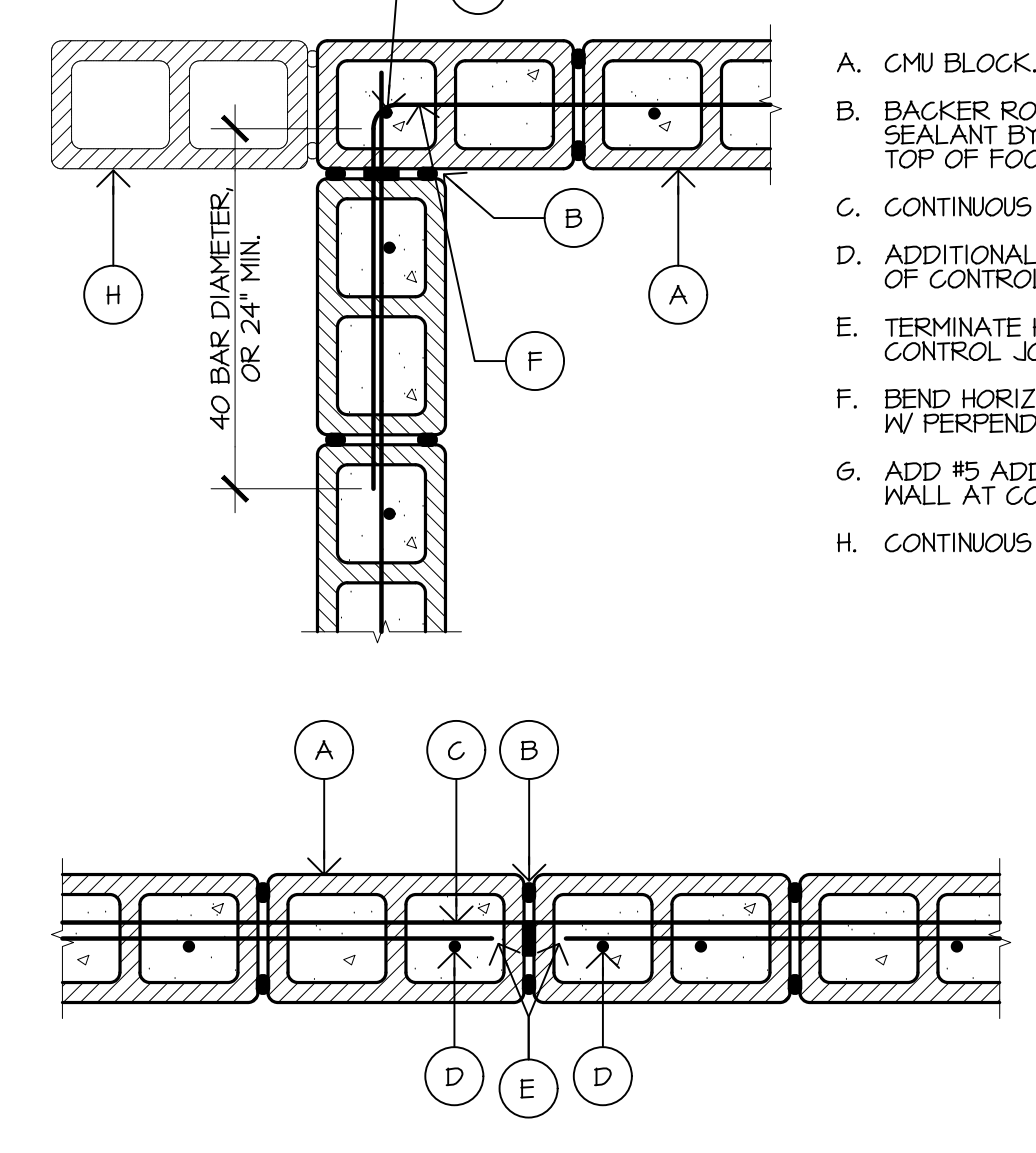 H
B
A
F
40 BAR DIAMETER,
OR 24" MIN.
A. CMU BLOCK.
B. BACKER RO
SEALANT BY
TOP OF FOO
C. CONTINUOUS
D. ADDITIONAL
OF CONTROL
E. TERMINATE H
CONTROL JO
F. BEND HORIZ
W/ PERPEND
G. ADD #5 ADD
WALL AT CO
H. CONTINUOUS
A
C
B
D
E
D